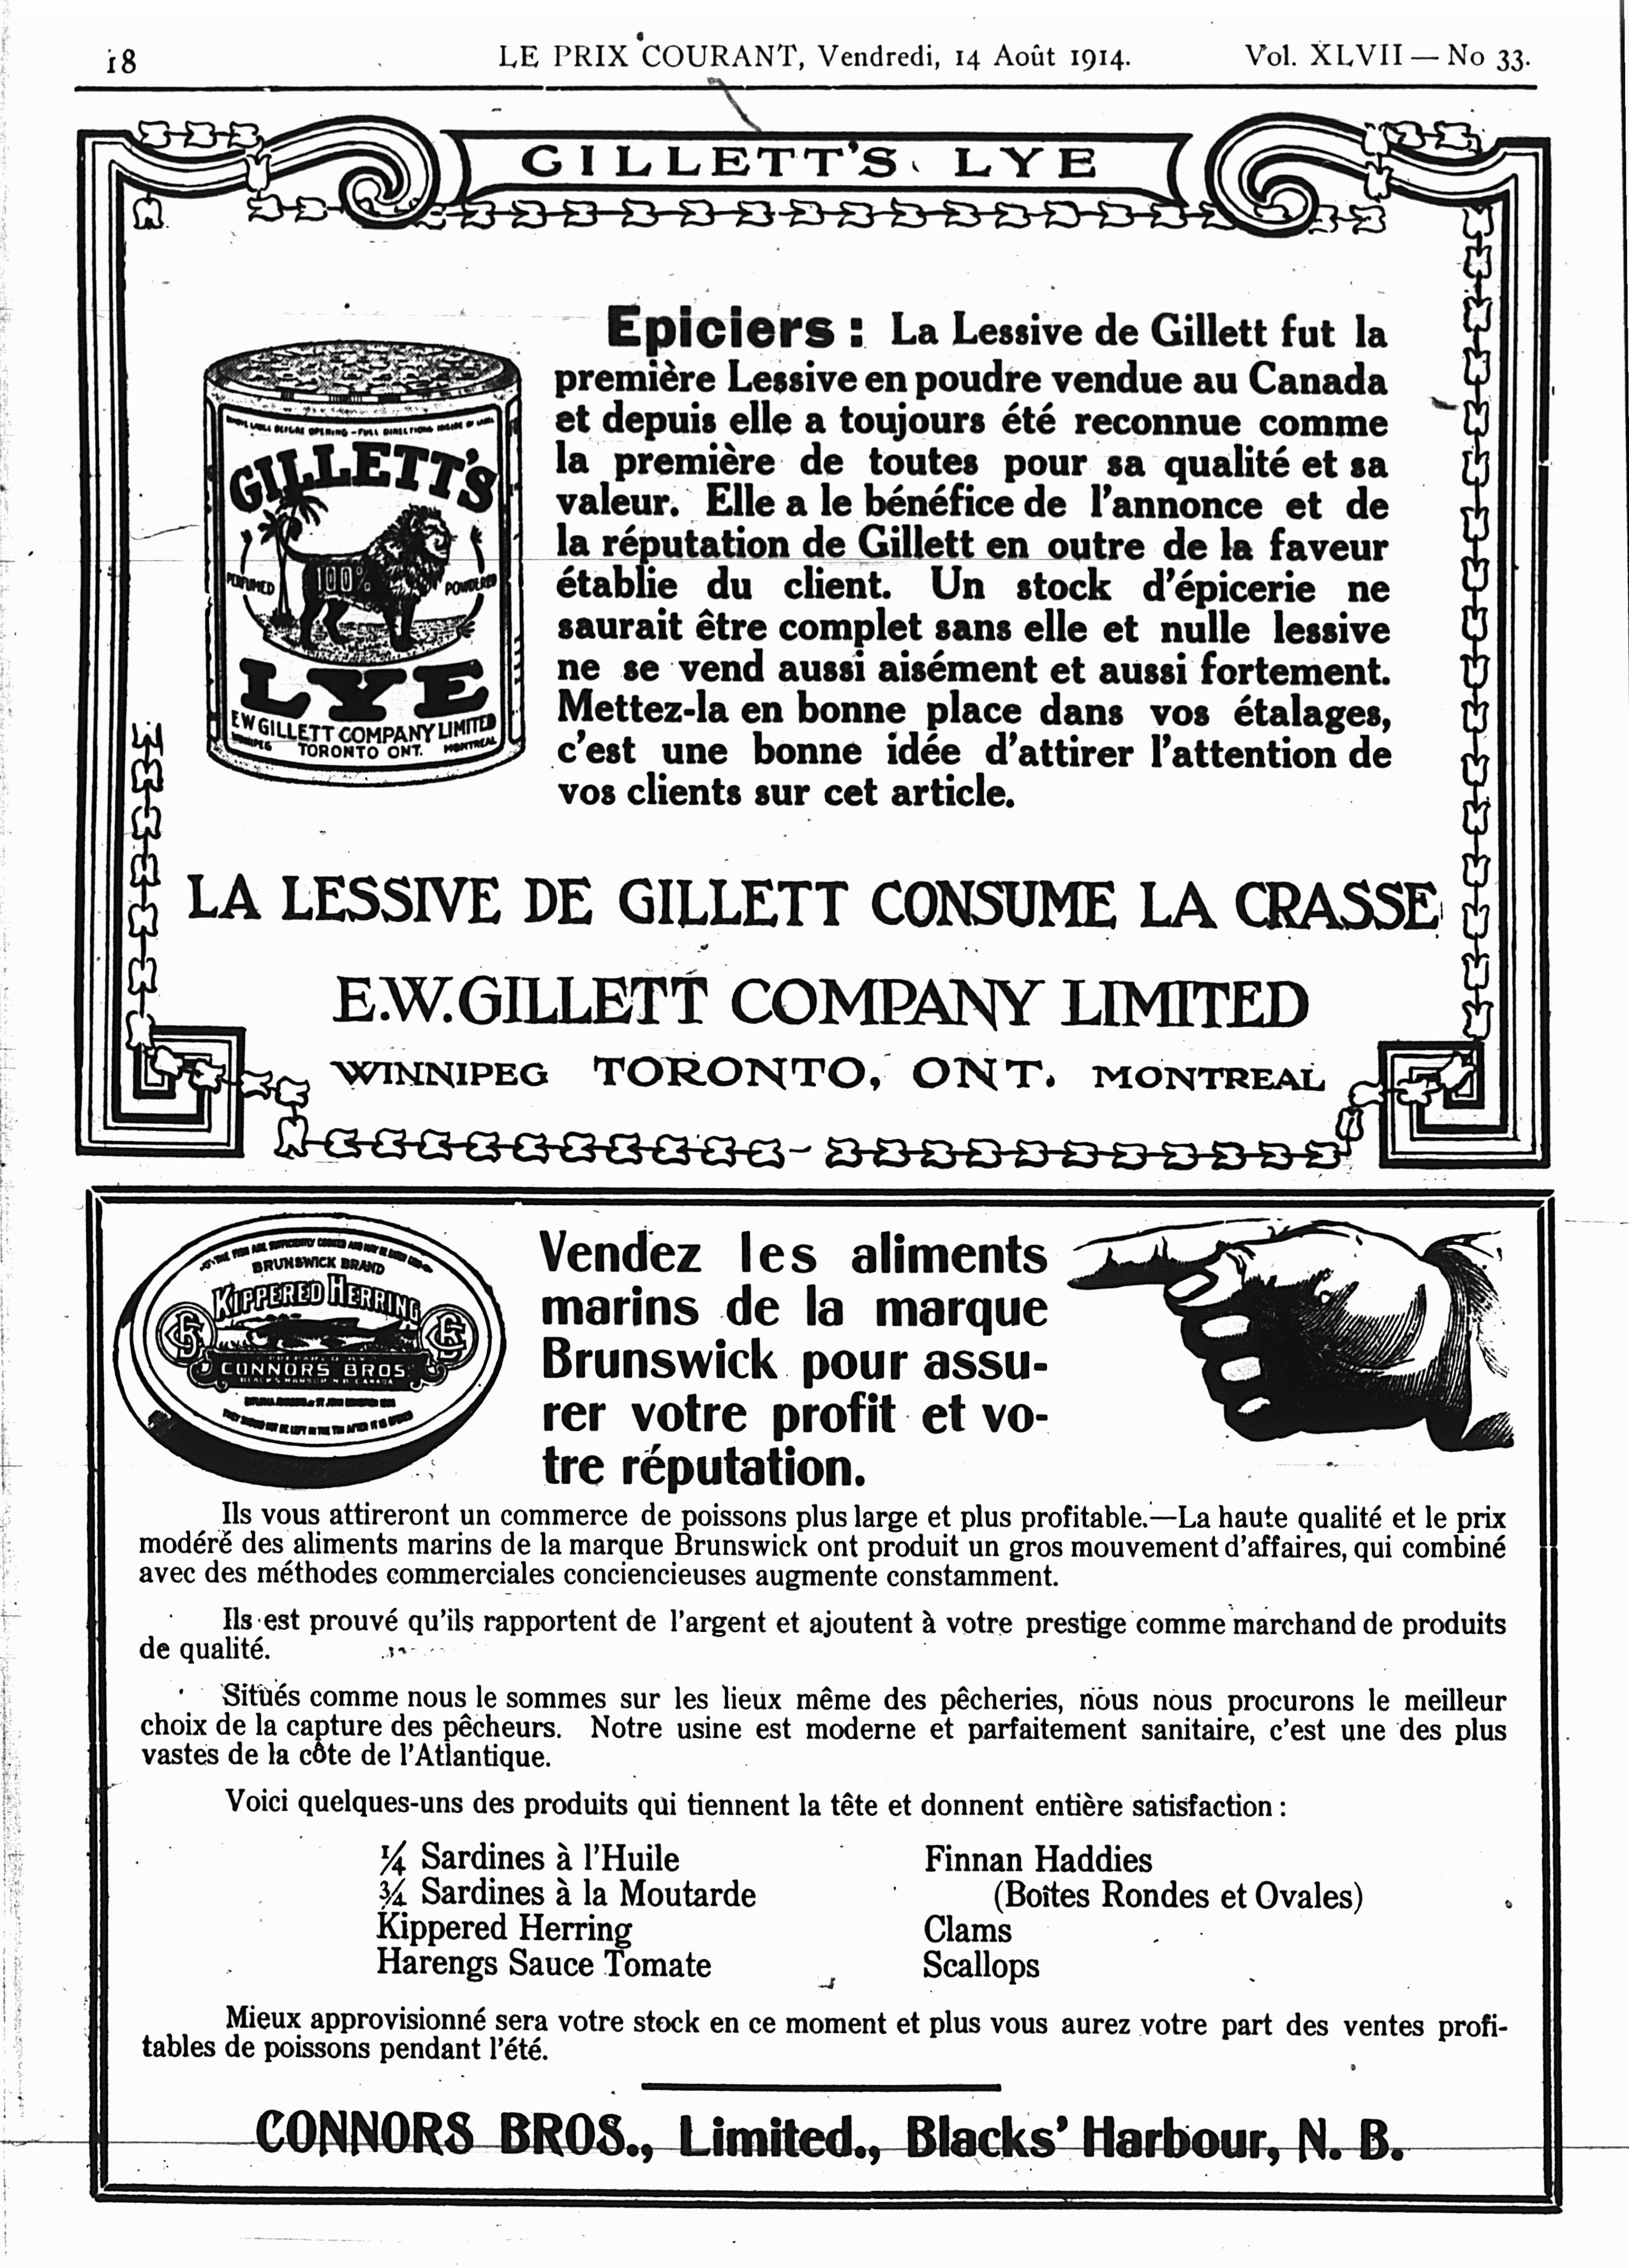 18
LE PRIX COURANT, Vendredi, 14 Août 1914.
Vol. XLVII — No 33.
GILLETT'S LYE
GILLETT'S
PERFUMED
100%
POWDERED
LYE
E W GILLETT COMPANY LIMITED
WINNIPEG TORONTO ONT. MONTREAL
Epiciers : La Lessive de Gillett fut la
première Lessive en poudre vendue au Canada
et depuis elle a toujours été reconnue comme
la première de toutes pour sa qualité et sa
valeur. Elle a le bénéfice de l'annonce et de
la réputation de Gillett en outre de la faveur
établie du client. Un stock d'épicerie ne
saurait être complet sans elle et nulle lessive
ne se vend aussi aisément et aussi fortement.
Mettez-la en bonne place dans vos étalages,
c'est une bonne idée d'attirer l'attention de
vos clients sur cet article.
LA LESSIVE DE GILLETT CONSUME LA CRASSE
E.W. GILLETT COMPANY LIMITED
WINNIPEG TORONTO, ONT. MONTREAL
BRUNSWICK BRAND
KIPPERED HERRING
CONNORS BROS
Vendez les aliments
marins de la marque
Brunswick pour assu-
rer votre profit et vo-
tre réputation.
Ils vous attireront un commerce de poissons plus large et plus profitable.—La haute qualité et le prix
modéré des aliments marins de la marque Brunswick ont produit un gros mouvement d'affaires, qui combiné
avec des méthodes commerciales conciencieuses augmente constamment.
Ils est prouvé qu'ils rapportent de l'argent et ajoutent à votre prestige comme marchand de produits
de qualité.
Situés comme nous le sommes sur les lieux même des pêcheries, nous nous procurons le meilleur
choix de la capture des pêcheurs. Notre usine est moderne et parfaitement sanitaire, c'est une des plus
vastes de la côte de l'Atlantique.
Voici quelques-uns des produits qui tiennent la tête et donnent entière satisfaction :
¼ Sardines à l'Huile
¾ Sardines à la Moutarde
Kippered Herring
Harengs Sauce Tomate
Finnan Haddies
(Boîtes Rondes et Ovales)
Clams
Scallops
Mieux approvisionné sera votre stock en ce moment et plus vous aurez votre part des ventes profi-
tables de poissons pendant l'été.
CONNORS BROS., Limited., Blacks' Harbour, N. B.